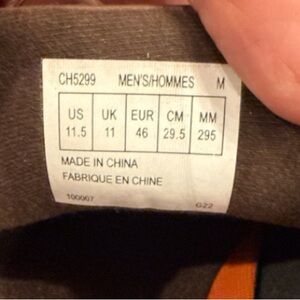 CH5299 MEN'S/HOMMES M
US UK EUR CM MM
11.5 11 46 29.5 295
MADE IN CHINA
FABRIQUE EN CHINE
100007 G22